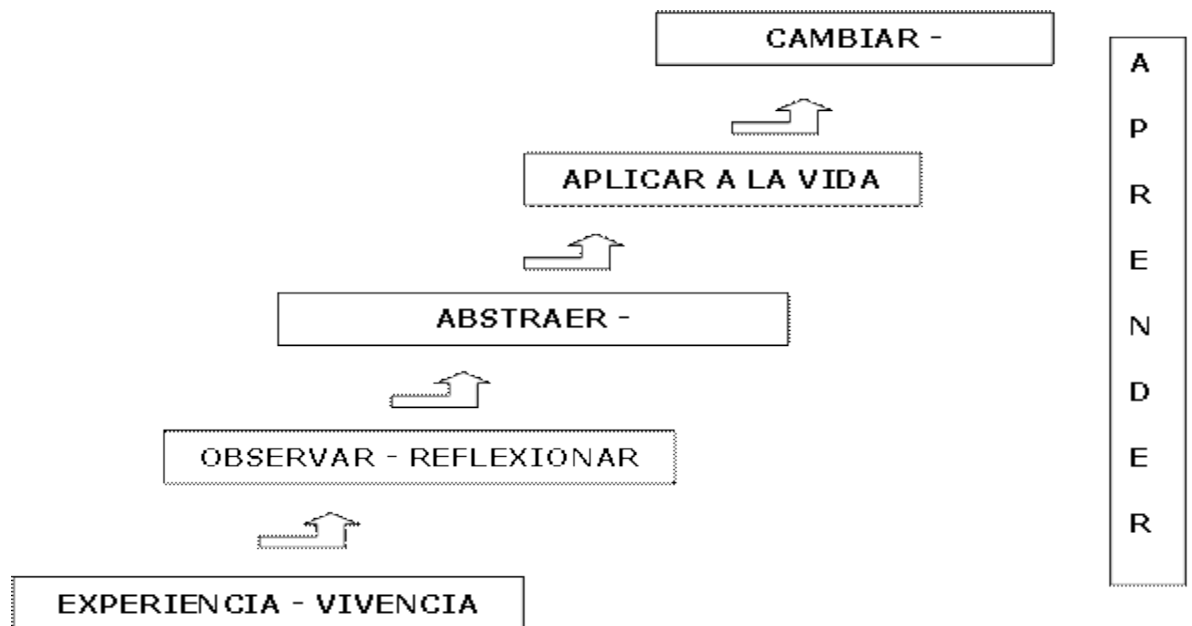 CAMBIAR -
APLICAR A LA VIDA
ABSTRAER -
OBSERVAR - REFLEXIONAR
EXPERIENCIA - VIVENCIA
A
P
R
E
N
D
E
R